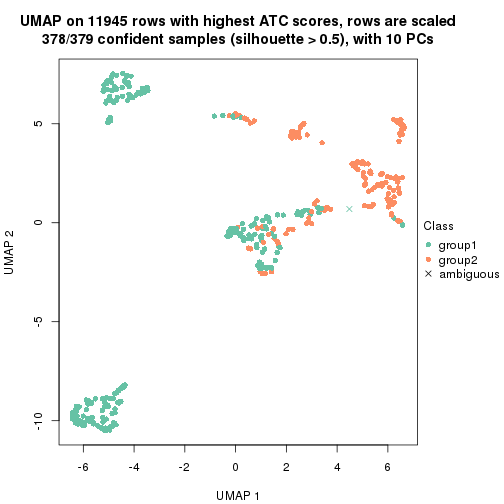 UMAP on 11945 rows with highest ATC scores, rows are scaled
378/379 confident samples (silhouette > 0.5), with 10 PCs
5
0
-5
-10
UMAP 2
-6
-4
-2
0
2
4
6
UMAP 1
Class
group1
group2
ambiguous